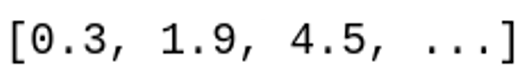 [0.3, 1.9, 4.5, ...]